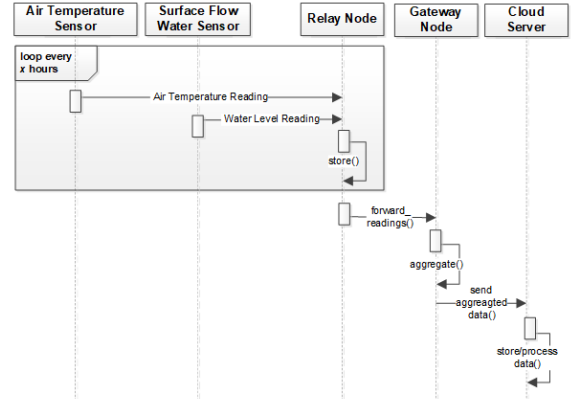 Air Temperature
Sensor
Surface Flow
Water Sensor
Relay Node
Gateway
Node
Cloud
Server
loop every
x hours
Air Temperature Reading
Water Level Reading
store()
forward_
readings()
aggregate()
send
aggreagted
data()
store/process
data()